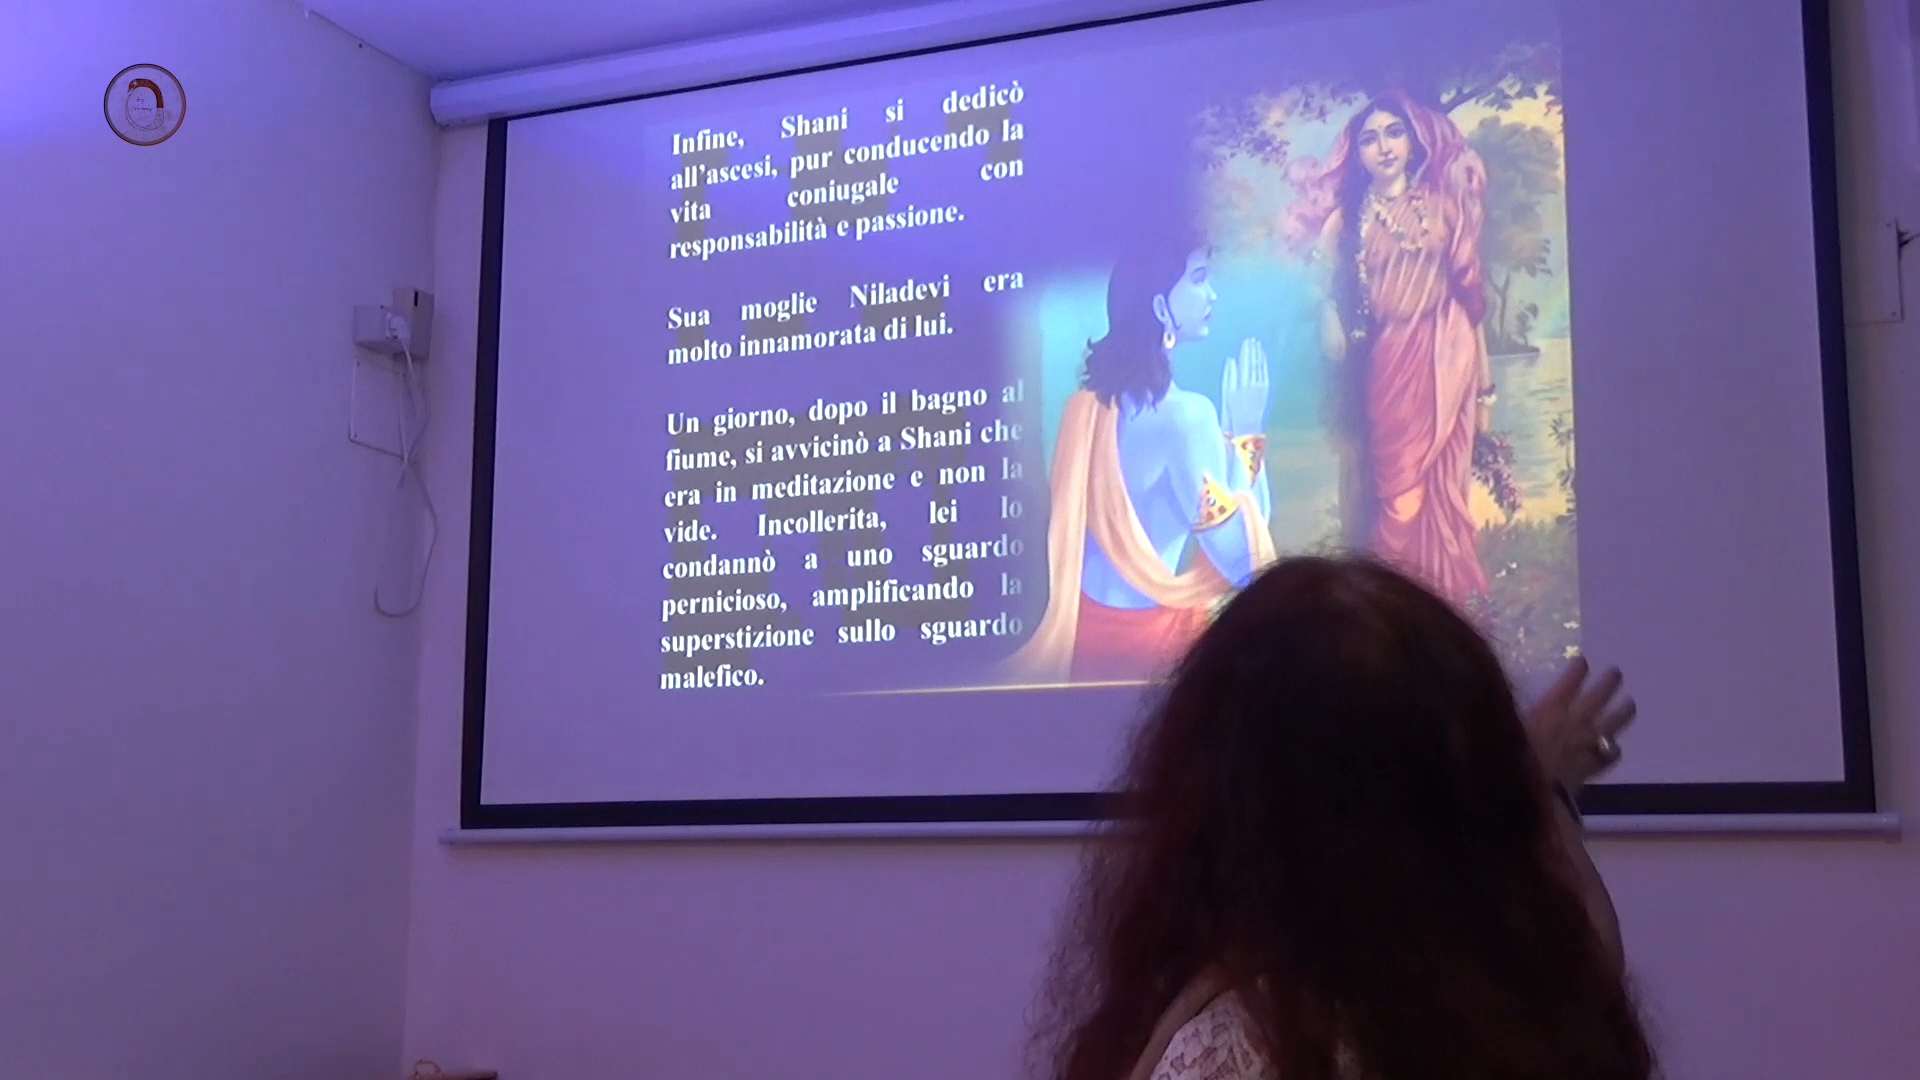 Infine, Shani si dedicò
all'ascesi, pur conducendo la
vita coniugale con
responsabilità e passione.
Sua moglie Niladevi era
molto innamorata di lui.
Un giorno, dopo il bagno al
fiume, si avvicinò a Shani che
era in meditazione e non la
vide. Incollerita, lei lo
condannò a uno sguardo
pernicioso, amplificando la
superstizione sullo sguardo
malefico.